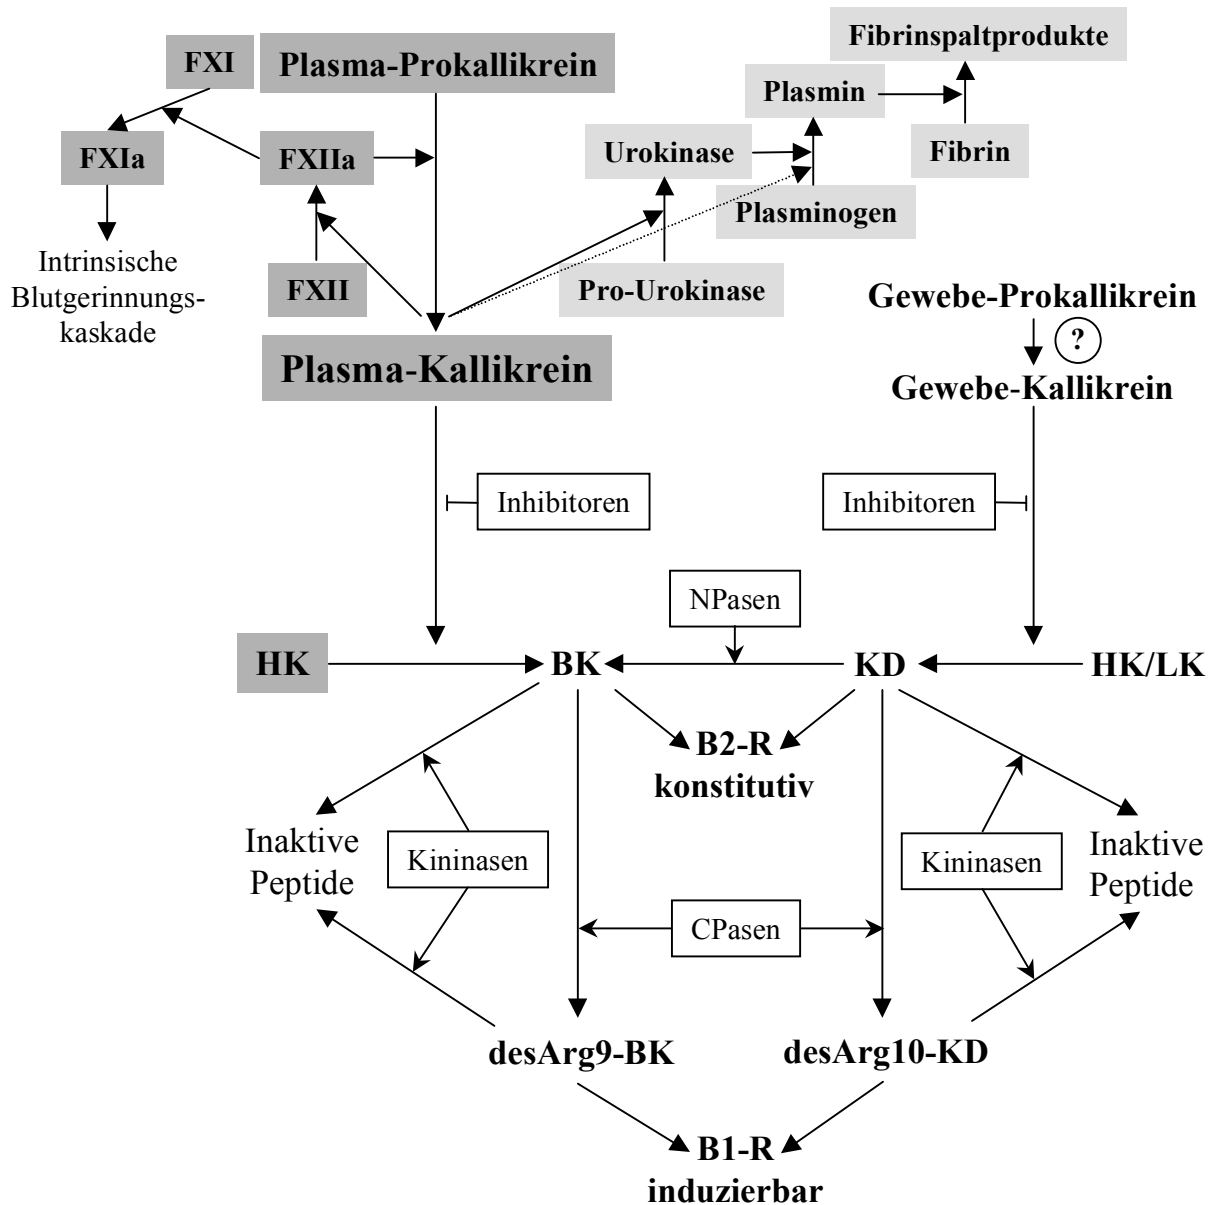 Fibrinspaltprodukte
FXI
Plasma-Prokallikrein
Plasmin
FXIa
FXIIa
Urokinase
Fibrin
Plasminogen
Intrinsische
Blutgerinnungs-
kaskade
FXII
Pro-Urokinase
Gewebe-Prokallikrein
?
Plasma-Kallikrein
Gewebe-Kallikrein
Inhibitoren
Inhibitoren
NPasen
HK
BK
KD
HK/LK
B2-R
konstitutiv
Inaktive
Peptide
Kininasen
Kininasen
Inaktive
Peptide
CPasen
desArg9-BK
desArg10-KD
B1-R
induzierbar